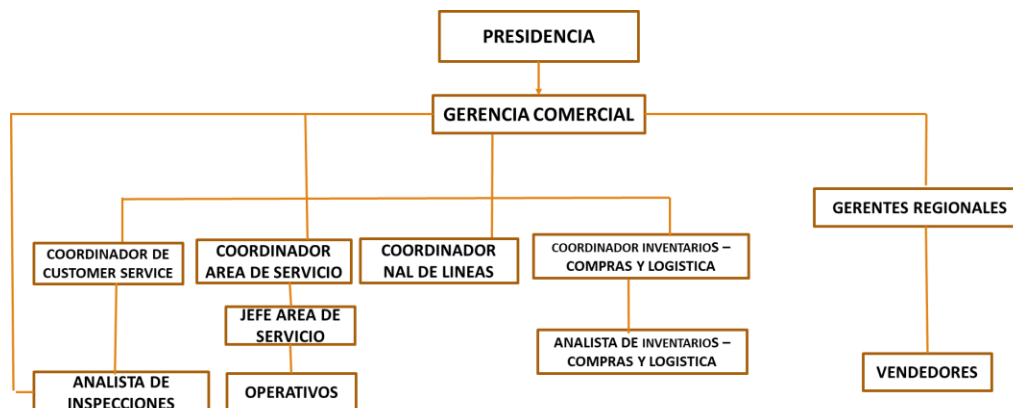 PRESIDENCIA
GERENCIA COMERCIAL
GERENTES REGIONALES
COORDINADOR DE
CUSTOMER SERVICE
COORDINADOR
AREA DE SERVICIO
COORDINADOR
NAL DE LINEAS
COORDINADOR INVENTARIOS –
COMPRAS Y LOGISTICA
JEFE AREA DE
SERVICIO
ANALISTA DE INVENTARIOS –
COMPRAS Y LOGISTICA
VENDEDORES
ANALISTA DE
INSPECCIONES
OPERATIVOS